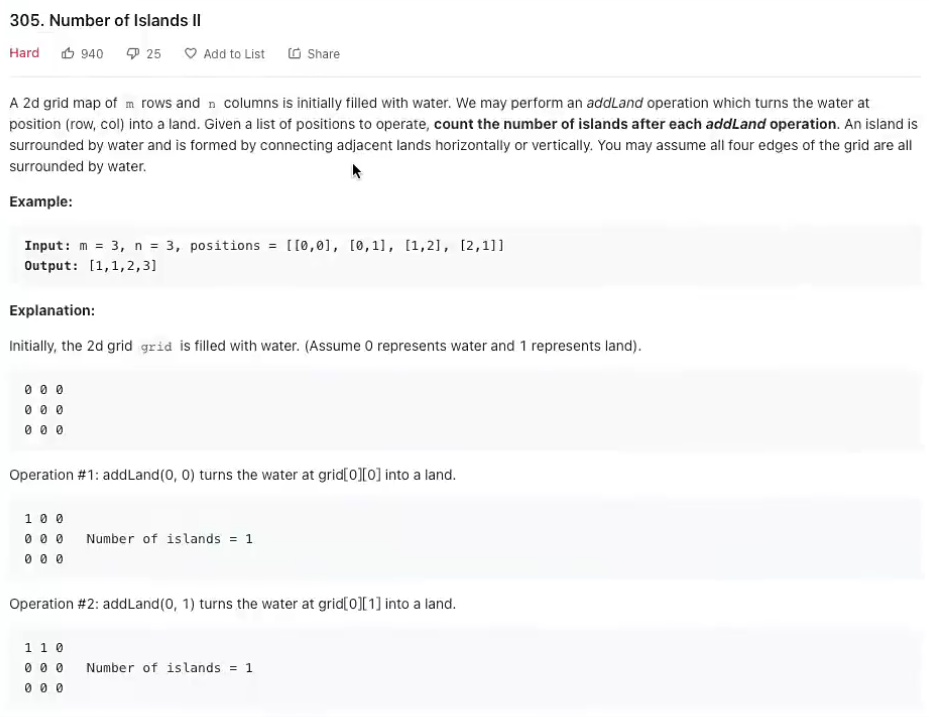 305. Number of Islands II
Hard 940 25 Add to List Share
A 2d grid map of m rows and n columns is initially filled with water. We may perform an addLand operation which turns the water at
position (row, col) into a land. Given a list of positions to operate, count the number of islands after each addLand operation. An island is
surrounded by water and is formed by connecting adjacent lands horizontally or vertically. You may assume all four edges of the grid are all
surrounded by water.
Example:
Input: m = 3, n = 3, positions = [[0,0], [0,1], [1,2], [2,1]]
Output: [1,1,2,3]
Explanation:
Initially, the 2d grid grid is filled with water. (Assume 0 represents water and 1 represents land).
0 0 0
0 0 0
0 0 0
Operation #1: addLand(0, 0) turns the water at grid[0][0] into a land.
1 0 0
0 0 0 Number of islands = 1
0 0 0
Operation #2: addLand(0, 1) turns the water at grid[0][1] into a land.
1 1 0
0 0 0 Number of islands = 1
0 0 0